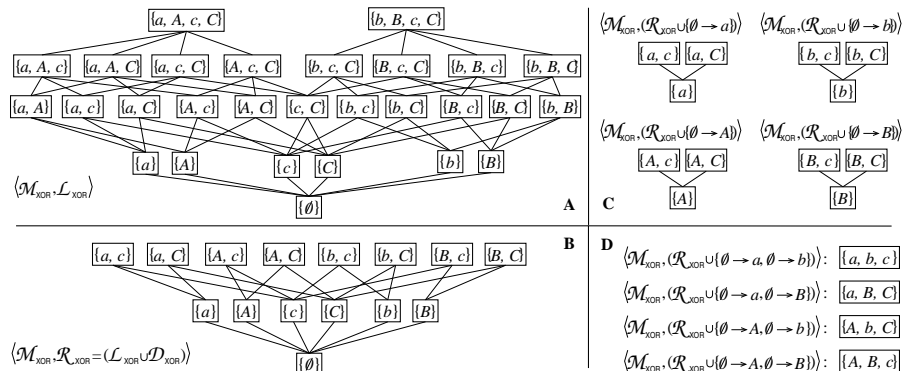 {a, A, c, C} {b, B, c, C}
{a, A, c} {a, A, C} {a, c, C} {A, c, C} {b, c, C} {B, c, C} {b, B, c} {b, B, C}
{a, A} {a, c} {a, C} {A, c} {A, C} {c, C} {b, c} {b, C} {B, c} {B, C} {b, B}
{a} {A} {c} {C} {b} {B}
⟨ℳ_XOR, ℒ_XOR⟩
{∅}
A
⟨ℳ_XOR, (ℛ_XOR ∪ {∅ → a})⟩ ⟨ℳ_XOR, (ℛ_XOR ∪ {∅ → b})⟩
{a, c} {a, C} {b, c} {b, C}
{a} {b}
⟨ℳ_XOR, (ℛ_XOR ∪ {∅ → A})⟩ ⟨ℳ_XOR, (ℛ_XOR ∪ {∅ → B})⟩
{A, c} {A, C} {B, c} {B, C}
{A} {B}
C
B
{a, c} {a, C} {A, c} {A, C} {b, c} {b, C} {B, c} {B, C}
{a} {A} {c} {C} {b} {B}
⟨ℳ_XOR, ℛ_XOR = (ℒ_XOR ∪ 𝒟_XOR)⟩
{∅}
D
⟨ℳ_XOR, (ℛ_XOR ∪ {∅ → a, ∅ → b})⟩: {a, b, c}
⟨ℳ_XOR, (ℛ_XOR ∪ {∅ → a, ∅ → B})⟩: {a, B, C}
⟨ℳ_XOR, (ℛ_XOR ∪ {∅ → A, ∅ → b})⟩: {A, b, C}
⟨ℳ_XOR, (ℛ_XOR ∪ {∅ → A, ∅ → B})⟩: {A, B, c}